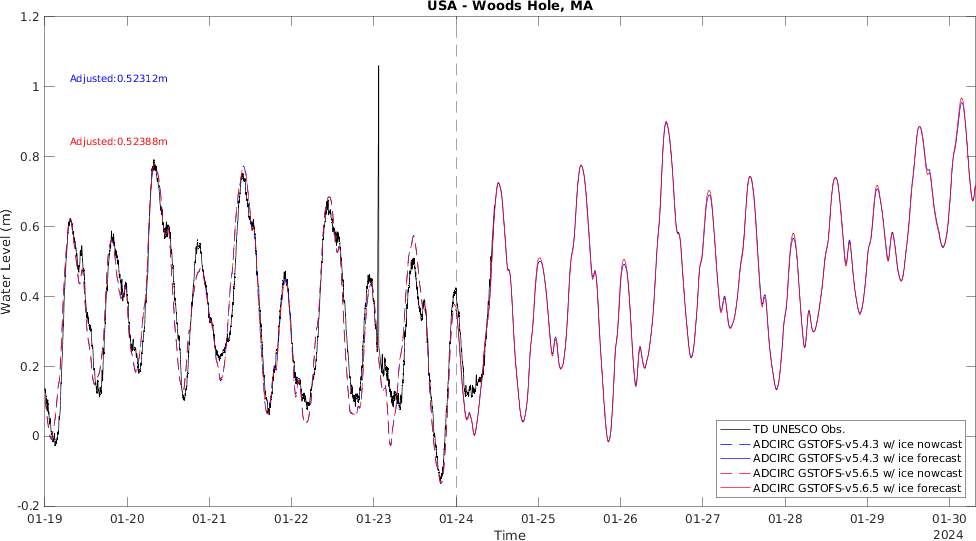 USA - Woods Hole, MA
Water Level (m)
1.2
1
0.8
0.6
0.4
0.2
0
-0.2
Adjusted:0.52312m
Adjusted:0.52388m
TD UNESCO Obs.
ADCIRC GSTOFS-v5.4.3 w/ ice nowcast
ADCIRC GSTOFS-v5.4.3 w/ ice forecast
ADCIRC GSTOFS-v5.6.5 w/ ice nowcast
ADCIRC GSTOFS-v5.6.5 w/ ice forecast
01-19 01-20 01-21 01-22 01-23 01-24 01-25 01-26 01-27 01-28 01-29 01-30
Time
2024